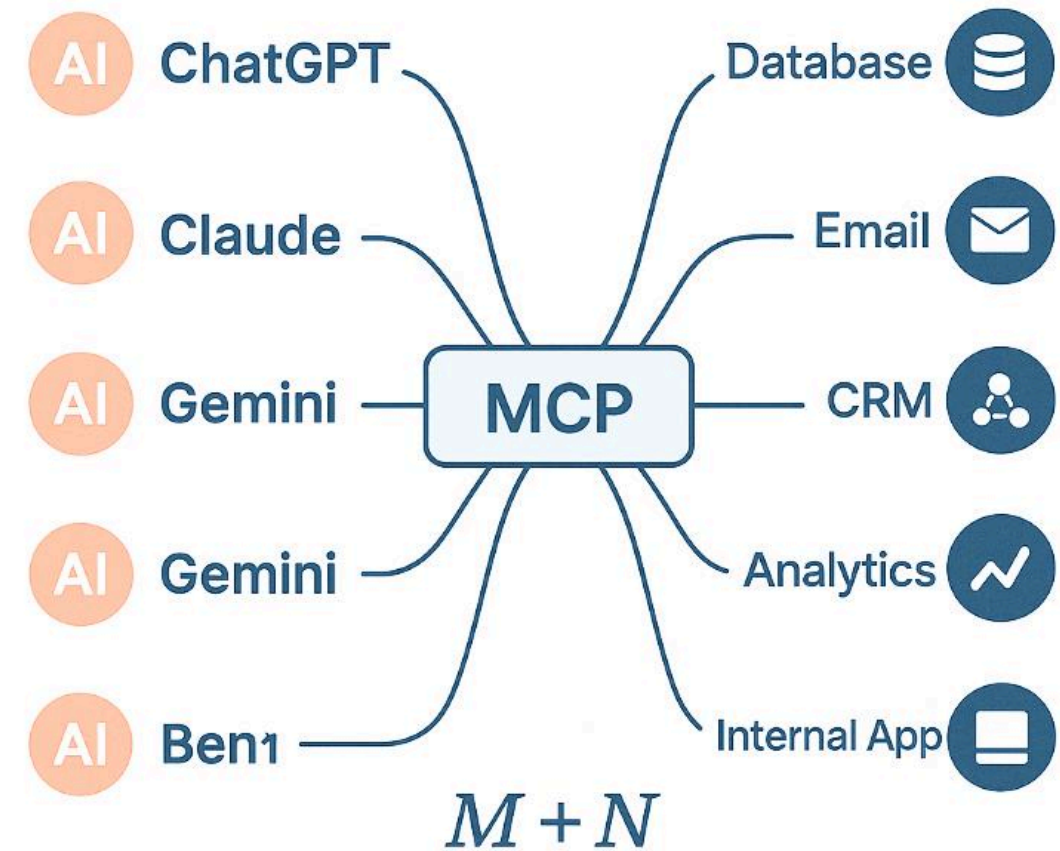 AI ChatGPT
Database
AI Claude
Email
AI Gemini
MCP
CRM
AI Gemini
Analytics
AI Ben1
Internal App
M + N